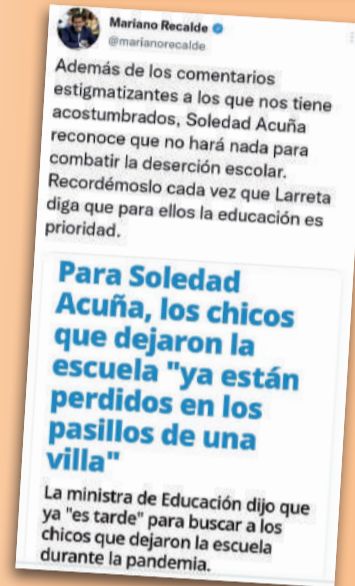 Mariano Recalde
@marianorecalde
Además de los comentarios
estigmatizantes a los que nos tiene
acostumbrados, Soledad Acuña
reconoce que no hará nada para
combatir la deserción escolar.
Recordémoslo cada vez que Larreta
diga que para ellos la educación es
prioridad.
Para Soledad
Acuña, los chicos
que dejaron la
escuela "ya están
perdidos en los
pasillos de una
villa"
La ministra de Educación dijo que
ya "es tarde" para buscar a los
chicos que dejaron la escuela
durante la pandemia.